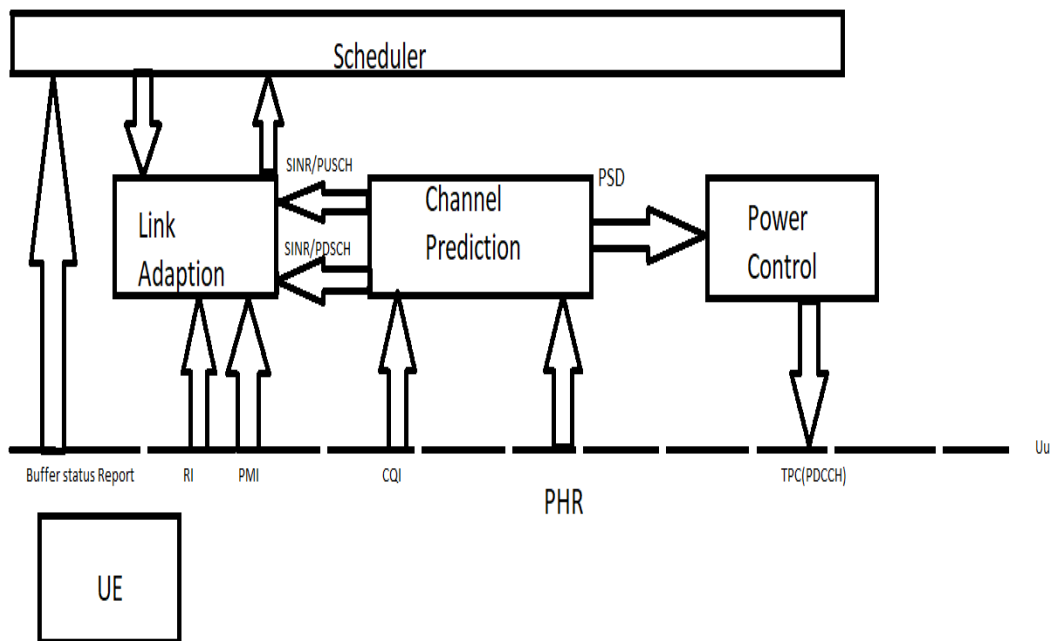 Scheduler
SINR/PUSCH
Channel
Prediction
PSD
Link
Adaption
Power
Control
SINR/PDSCH
Uu
Buffer status Report
RI
PMI
CQI
PHR
TPC(PDCCH)
UE